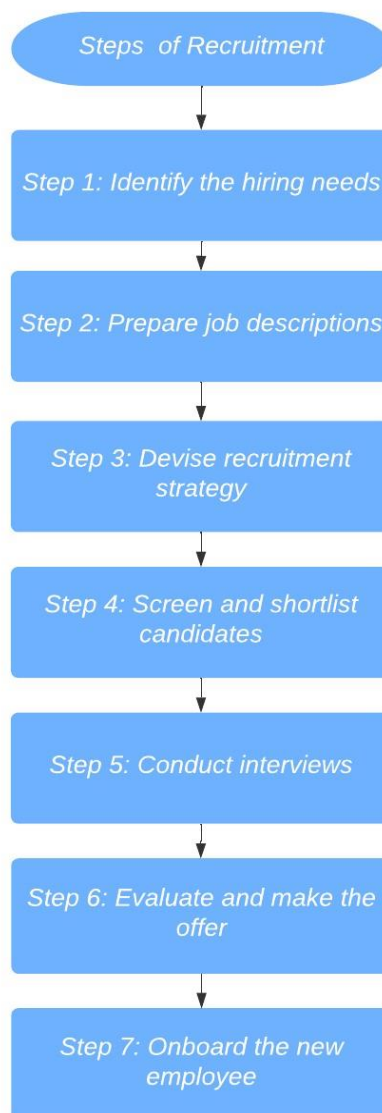 Steps of Recruitment
Step 1: Identify the hiring needs
Step 2: Prepare job descriptions
Step 3: Devise recruitment
strategy
Step 4: Screen and shortlist
candidates
Step 5: Conduct interviews
Step 6: Evaluate and make the
offer
Step 7: Onboard the new
employee